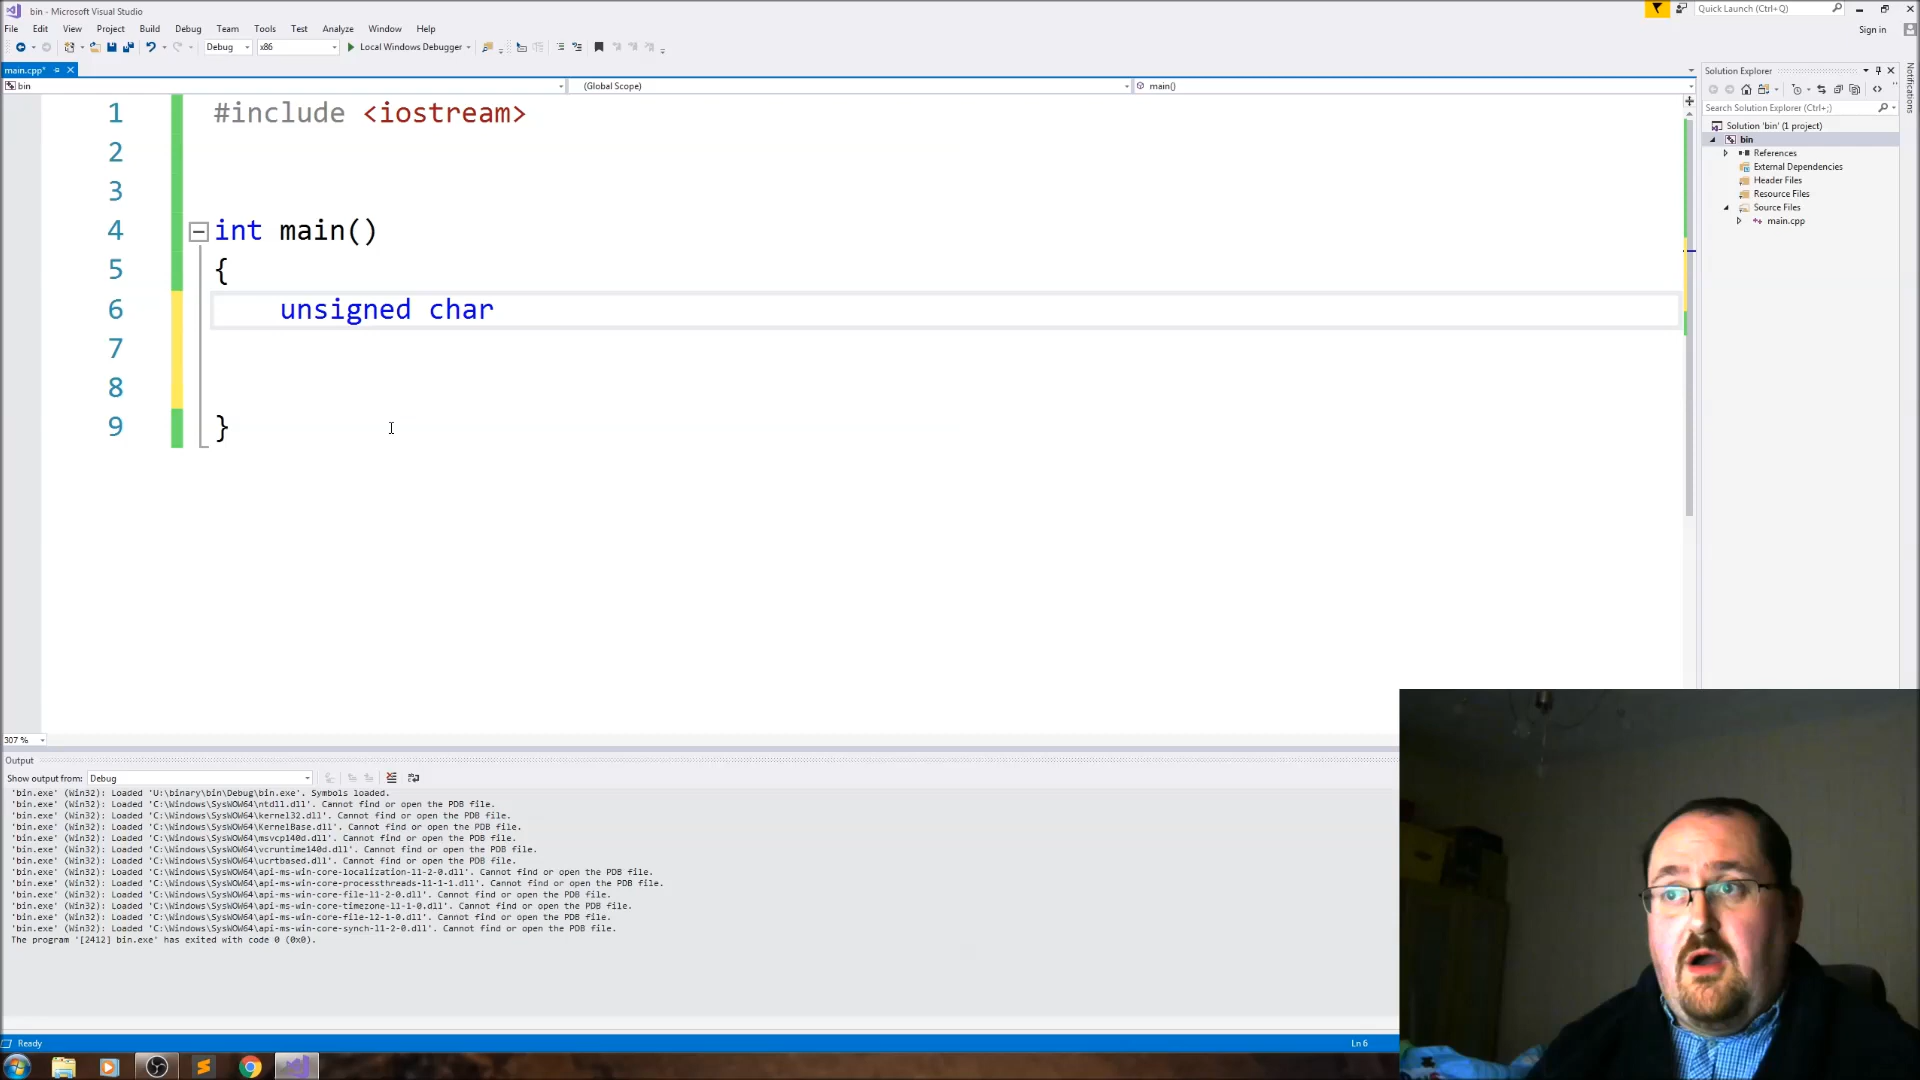 bin - Microsoft Visual Studio
Quick Launch (Ctrl+Q)
File Edit View Project Build Debug Team Tools Test Analyze Window Help
Sign in
Debug x86 Local Windows Debugger
main.cpp*
Solution Explorer
Notifications
bin (Global Scope) main()
Search Solution Explorer (Ctrl+;)
Solution 'bin' (1 project)
bin
References
External Dependencies
Header Files
Resource Files
Source Files
main.cpp
1 #include <iostream>
2
3
4 int main()
5 {
6 unsigned char
7
8
9 }
307 %
Output
Show output from: Debug
'bin.exe' (Win32): Loaded 'U:\binary\bin\Debug\bin.exe'. Symbols loaded.
'bin.exe' (Win32): Loaded 'C:\Windows\SysWOW64\ntdll.dll'. Cannot find or open the PDB file.
'bin.exe' (Win32): Loaded 'C:\Windows\SysWOW64\kernel32.dll'. Cannot find or open the PDB file.
'bin.exe' (Win32): Loaded 'C:\Windows\SysWOW64\KernelBase.dll'. Cannot find or open the PDB file.
'bin.exe' (Win32): Loaded 'C:\Windows\SysWOW64\msvcp140d.dll'. Cannot find or open the PDB file.
'bin.exe' (Win32): Loaded 'C:\Windows\SysWOW64\vcruntime140d.dll'. Cannot find or open the PDB file.
'bin.exe' (Win32): Loaded 'C:\Windows\SysWOW64\ucrtbased.dll'. Cannot find or open the PDB file.
'bin.exe' (Win32): Loaded 'C:\Windows\SysWOW64\api-ms-win-core-localization-l1-2-0.dll'. Cannot find or open the PDB file.
'bin.exe' (Win32): Loaded 'C:\Windows\SysWOW64\api-ms-win-core-processthreads-l1-1-1.dll'. Cannot find or open the PDB file.
'bin.exe' (Win32): Loaded 'C:\Windows\SysWOW64\api-ms-win-core-file-l1-2-0.dll'. Cannot find or open the PDB file.
'bin.exe' (Win32): Loaded 'C:\Windows\SysWOW64\api-ms-win-core-timezone-l1-1-0.dll'. Cannot find or open the PDB file.
'bin.exe' (Win32): Loaded 'C:\Windows\SysWOW64\api-ms-win-core-file-l2-1-0.dll'. Cannot find or open the PDB file.
'bin.exe' (Win32): Loaded 'C:\Windows\SysWOW64\api-ms-win-core-synch-l1-2-0.dll'. Cannot find or open the PDB file.
The program '[2412] bin.exe' has exited with code 0 (0x0).
Ready
Ln 6